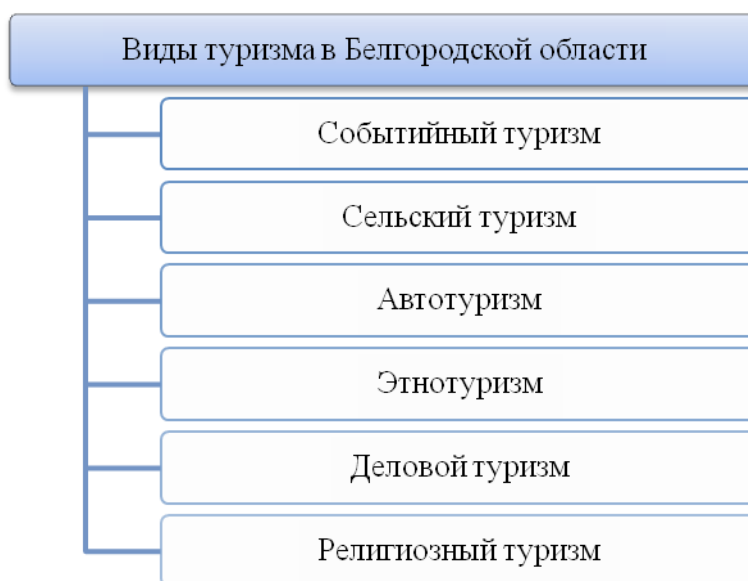 Виды туризма в Белгородской области
Событийный туризм
Сельский туризм
Автотуризм
Этнотуризм
Деловой туризм
Религиозный туризм